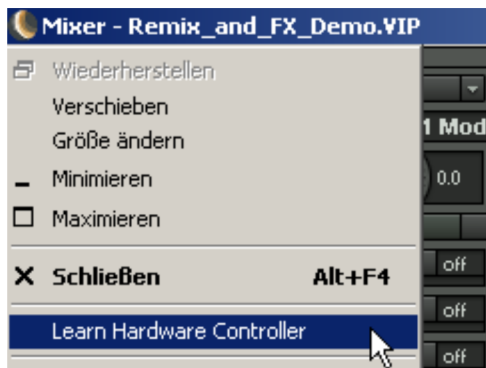 Mixer - Remix_and_FX_Demo.VIP
Wiederherstellen
Verschieben
1 Mod
Größe ändern
Minimieren
0.0
Maximieren
Schließen Alt+F4
off
off
Learn Hardware Controller
off